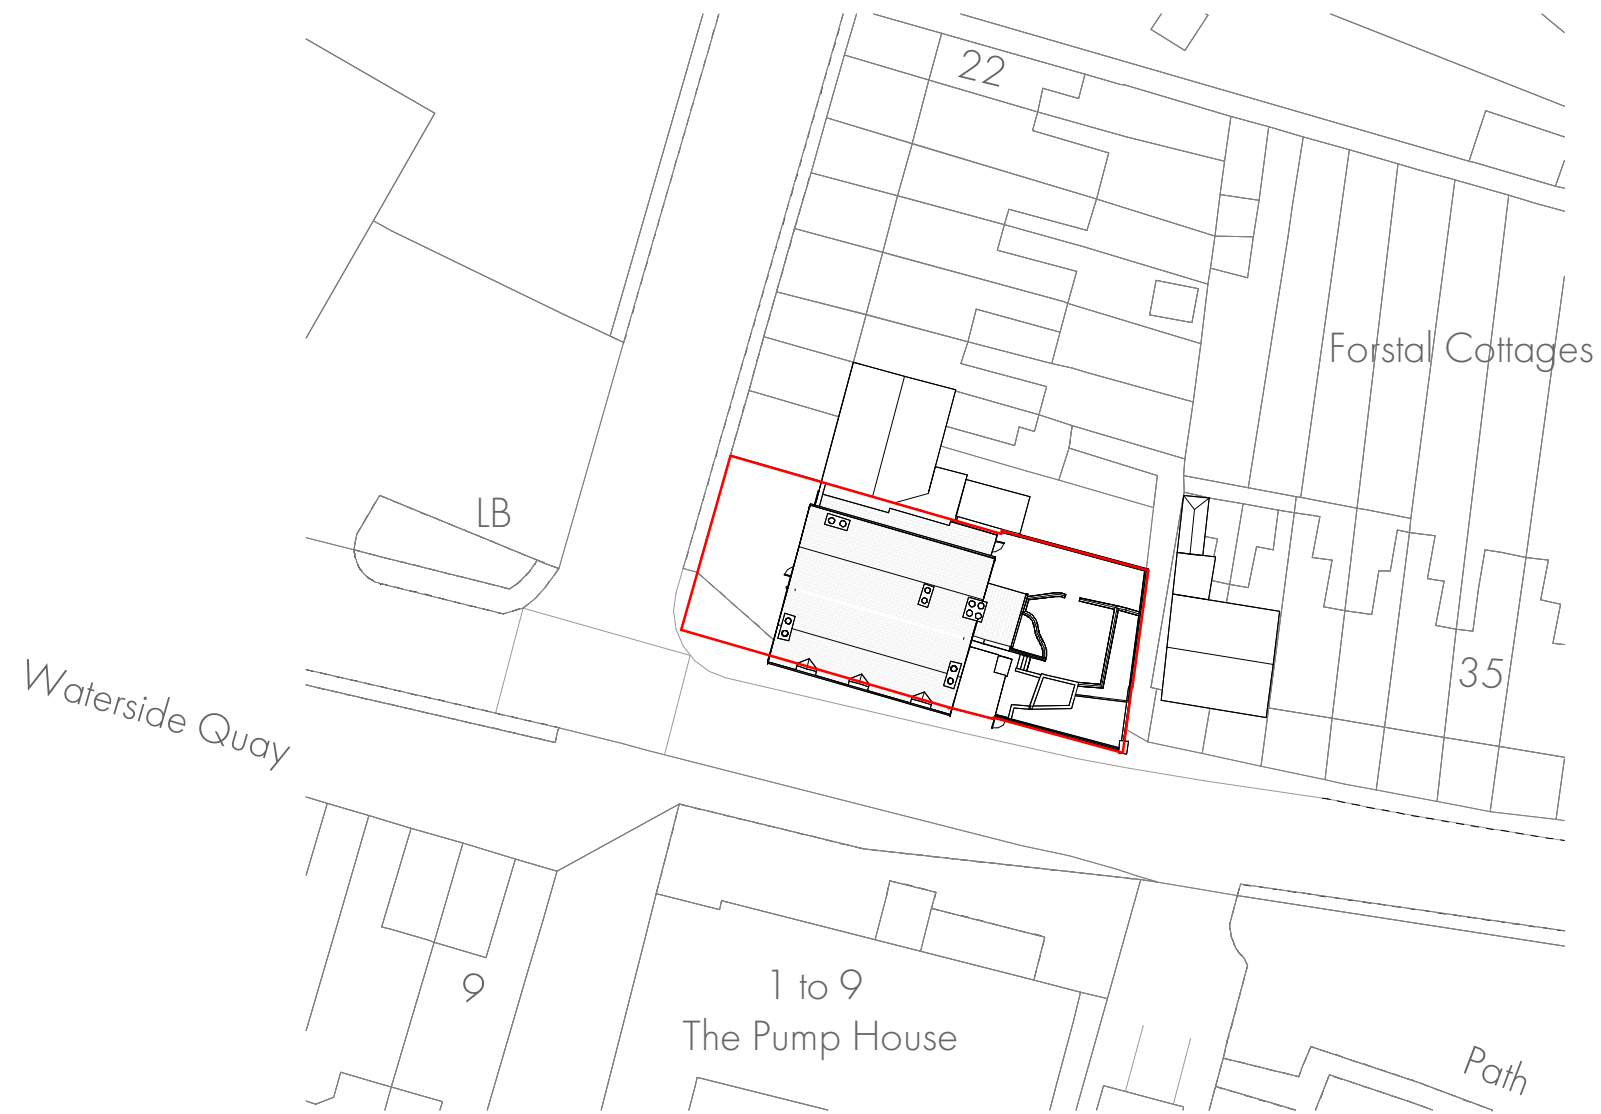 22
Forstal Cottages
LB
35
Waterside Quay
9
1 to 9
The Pump House
Path